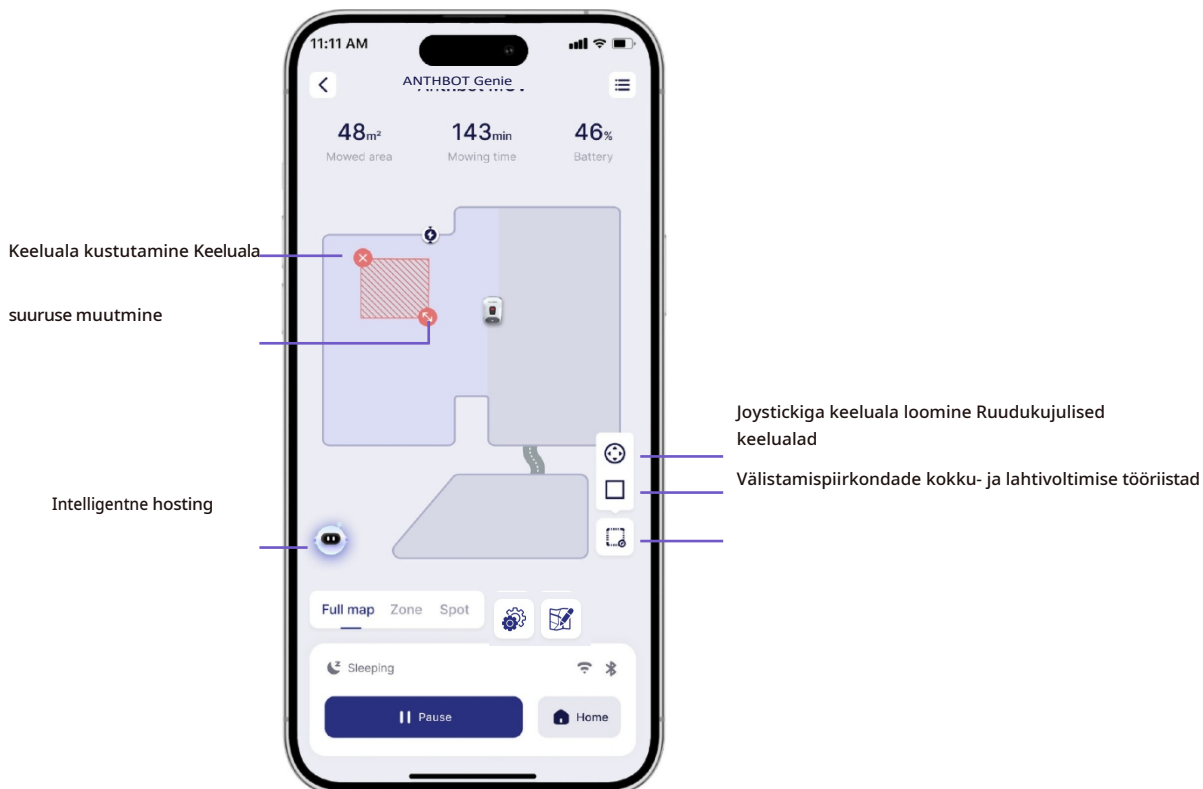 11:11 AM
ANTHBOT Genie
48m²
143min
46%
Mowed area
Mowing time
Battery
Keeluala kustutamine Keeluala
suuruse muutmine
Joystickiga keeluala loomine Ruudukujulised
keelualad
Välistamispiirkondade kokku- ja lahtivoltimise tööriistad
Intelligentne hosting
Full map Zone Spot
Sleeping
Pause
Home